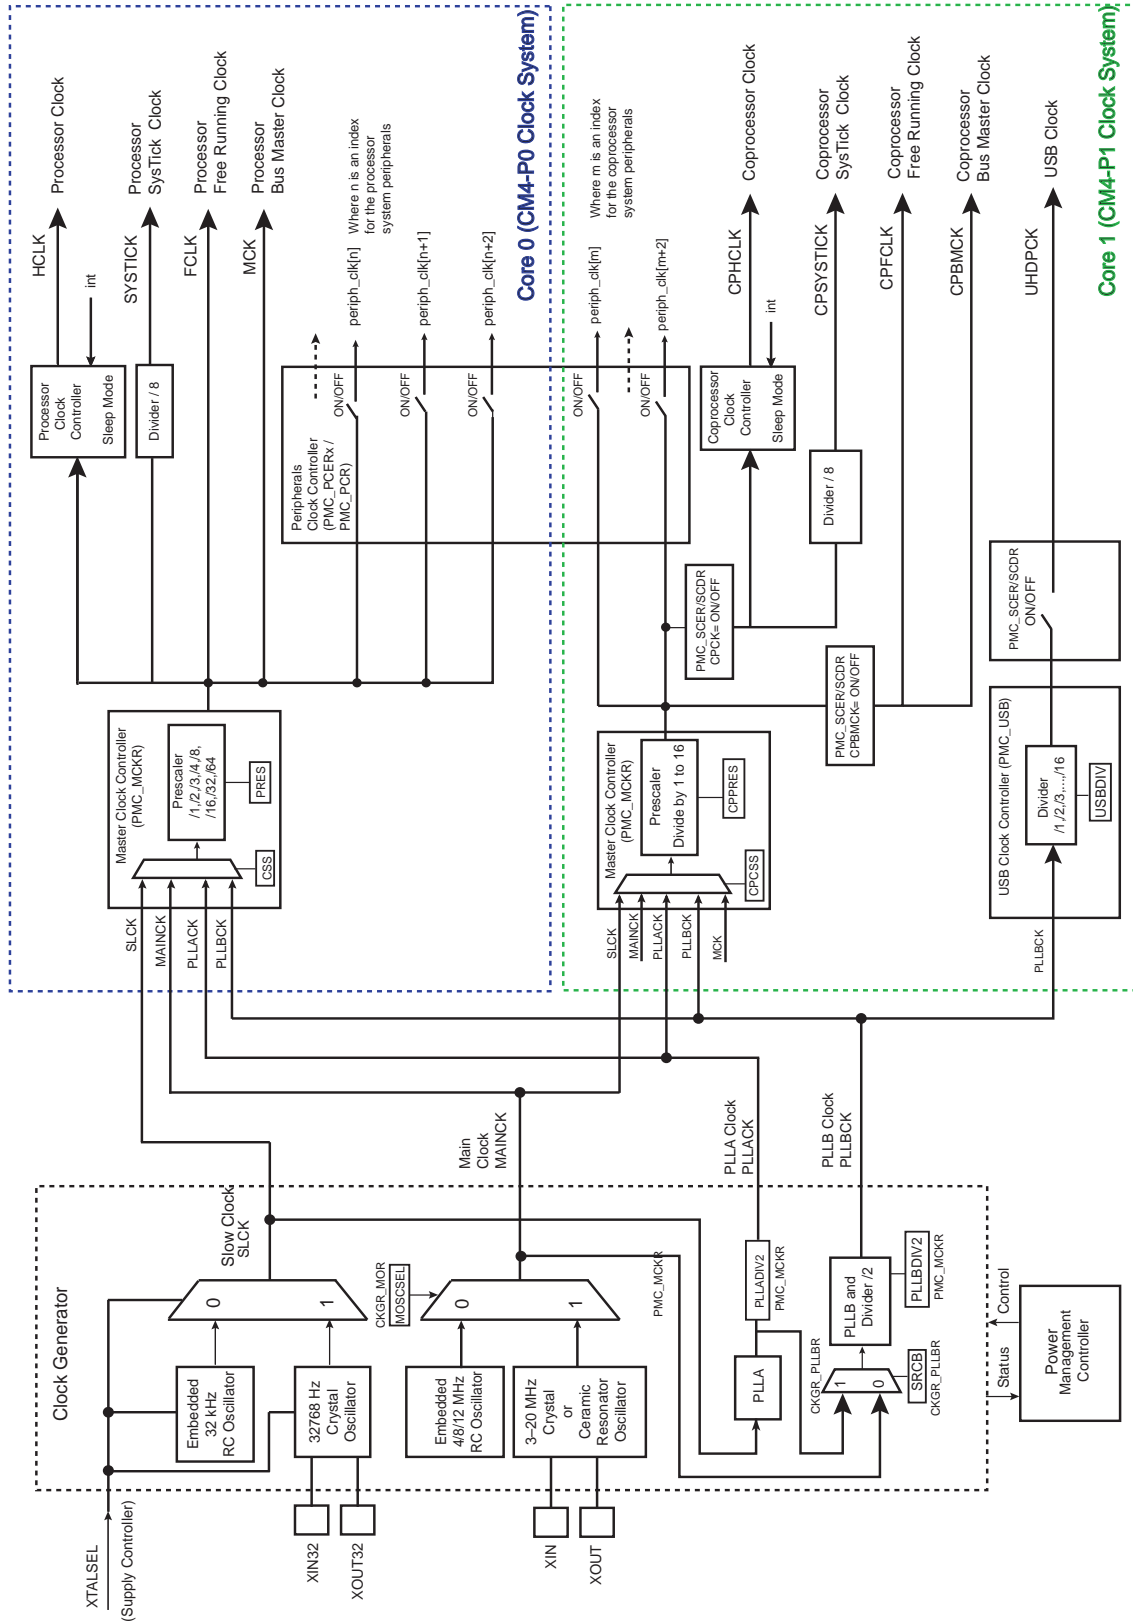 Clock Generator
XTALSEL
(Supply Controller)
Embedded
32 kHz
RC Oscillator
32768 Hz
Crystal
Oscillator
XIN32
XOUT32
0
1
Slow Clock
SLCK
CKGR_MOR
MOSCSEL
Embedded
4/8/12 MHz
RC Oscillator
3–20 MHz
Crystal
or
Ceramic
Resonator
Oscillator
XIN
XOUT
0
1
Main
Clock
MAINCK
PMC_MCKR
PLLA
PLLADIV2
PMC_MCKR
PLLA Clock
PLLACK
CKGR_PLLBR
1
0
SRCB
CKGR_PLLBR
PLLB and
Divider /2
PLLBDIV2
PMC_MCKR
PLLB Clock
PLLBCK
Status
Control
Power
Management
Controller
SLCK
MAINCK
PLLACK
PLLBCK
Master Clock Controller
(PMC_MCKR)
Prescaler
/1,/2,/3,/4,/8,
/16,/32,/64
CSS
PRES
Processor
Clock
Controller
Sleep Mode
Divider / 8
HCLK
int
SYSTICK
FCLK
MCK
Processor Clock
Processor
SysTick Clock
Processor
Free Running Clock
Processor
Bus Master Clock
Peripherals
Clock Controller
(PMC_PCERx /
PMC_PCR)
ON/OFF
ON/OFF
ON/OFF
periph_clk[n]
periph_clk[n+1]
periph_clk[n+2]
Where n is an index
for the processor
system peripherals
Core 0 (CM4-P0 Clock System)
SLCK
MAINCK
PLLACK
PLLBCK
MCK
Master Clock Controller
(PMC_MCKR)
Prescaler
Divide by 1 to 16
CPCSS
CPPRES
ON/OFF
ON/OFF
periph_clk[m]
periph_clk[m+2]
Where m is an index
for the coprocessor
system peripherals
PMC_SCER/SCDR
CPCK= ON/OFF
Coprocessor
Clock
Controller
Sleep Mode
CPHCLK
int
Coprocessor Clock
Divider / 8
CPSYSTICK
Coprocessor
SysTick Clock
PMC_SCER/SCDR
CPBMCK= ON/OFF
CPFCLK
Coprocessor
Free Running Clock
CPBMCK
Coprocessor
Bus Master Clock
PLLBCK
USB Clock Controller (PMC_USB)
Divider
/1,/2,/3,...,/16
USBDIV
PMC_SCER/SCDR
ON/OFF
UHDPCK
USB Clock
Core 1 (CM4-P1 Clock System)